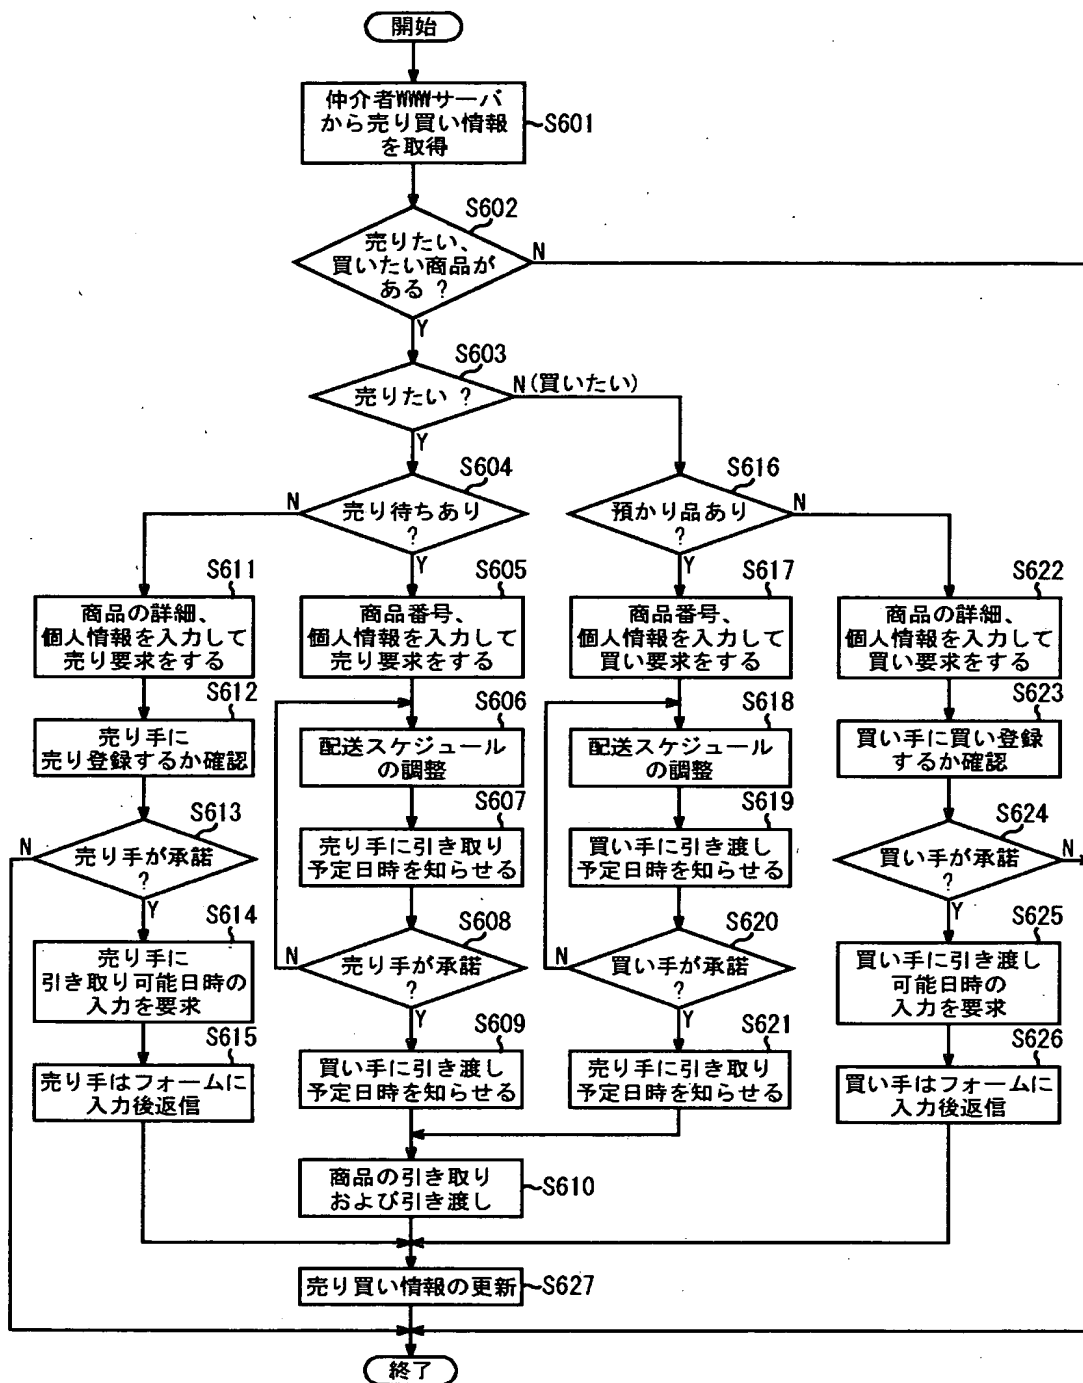 開始
仲介者WWWサーバ
から売り買い情報
を取得
S601
S602
売りたい、
買いたい商品が
ある ?
N
Y
S603
売りたい ?
N(買いたい)
Y
S604
売り待ちあり
?
N
Y
S616
預かり品あり
?
N
Y
S611
商品の詳細、
個人情報を入力して
売り要求をする
S605
商品番号、
個人情報を入力して
売り要求をする
S617
商品番号、
個人情報を入力して
買い要求をする
S622
商品の詳細、
個人情報を入力して
買い要求をする
S612
売り手に
売り登録するか確認
S606
配送スケジュール
の調整
S618
配送スケジュール
の調整
S623
買い手に買い登録
するか確認
S613
売り手が承諾
?
N
Y
S607
売り手に引き取り
予定日時を知らせる
S619
買い手に引き渡し
予定日時を知らせる
S624
買い手が承諾
?
N
Y
S614
売り手に
引き取り可能日時の
入力を要求
S608
売り手が承諾
?
N
Y
S620
買い手が承諾
?
N
Y
S625
買い手に引き渡し
可能日時の
入力を要求
S615
売り手はフォームに
入力後返信
S609
買い手に引き渡し
予定日時を知らせる
S621
売り手に引き取り
予定日時を知らせる
S626
買い手はフォームに
入力後返信
商品の引き取り
および引き渡し
S610
売り買い情報の更新
S627
終了